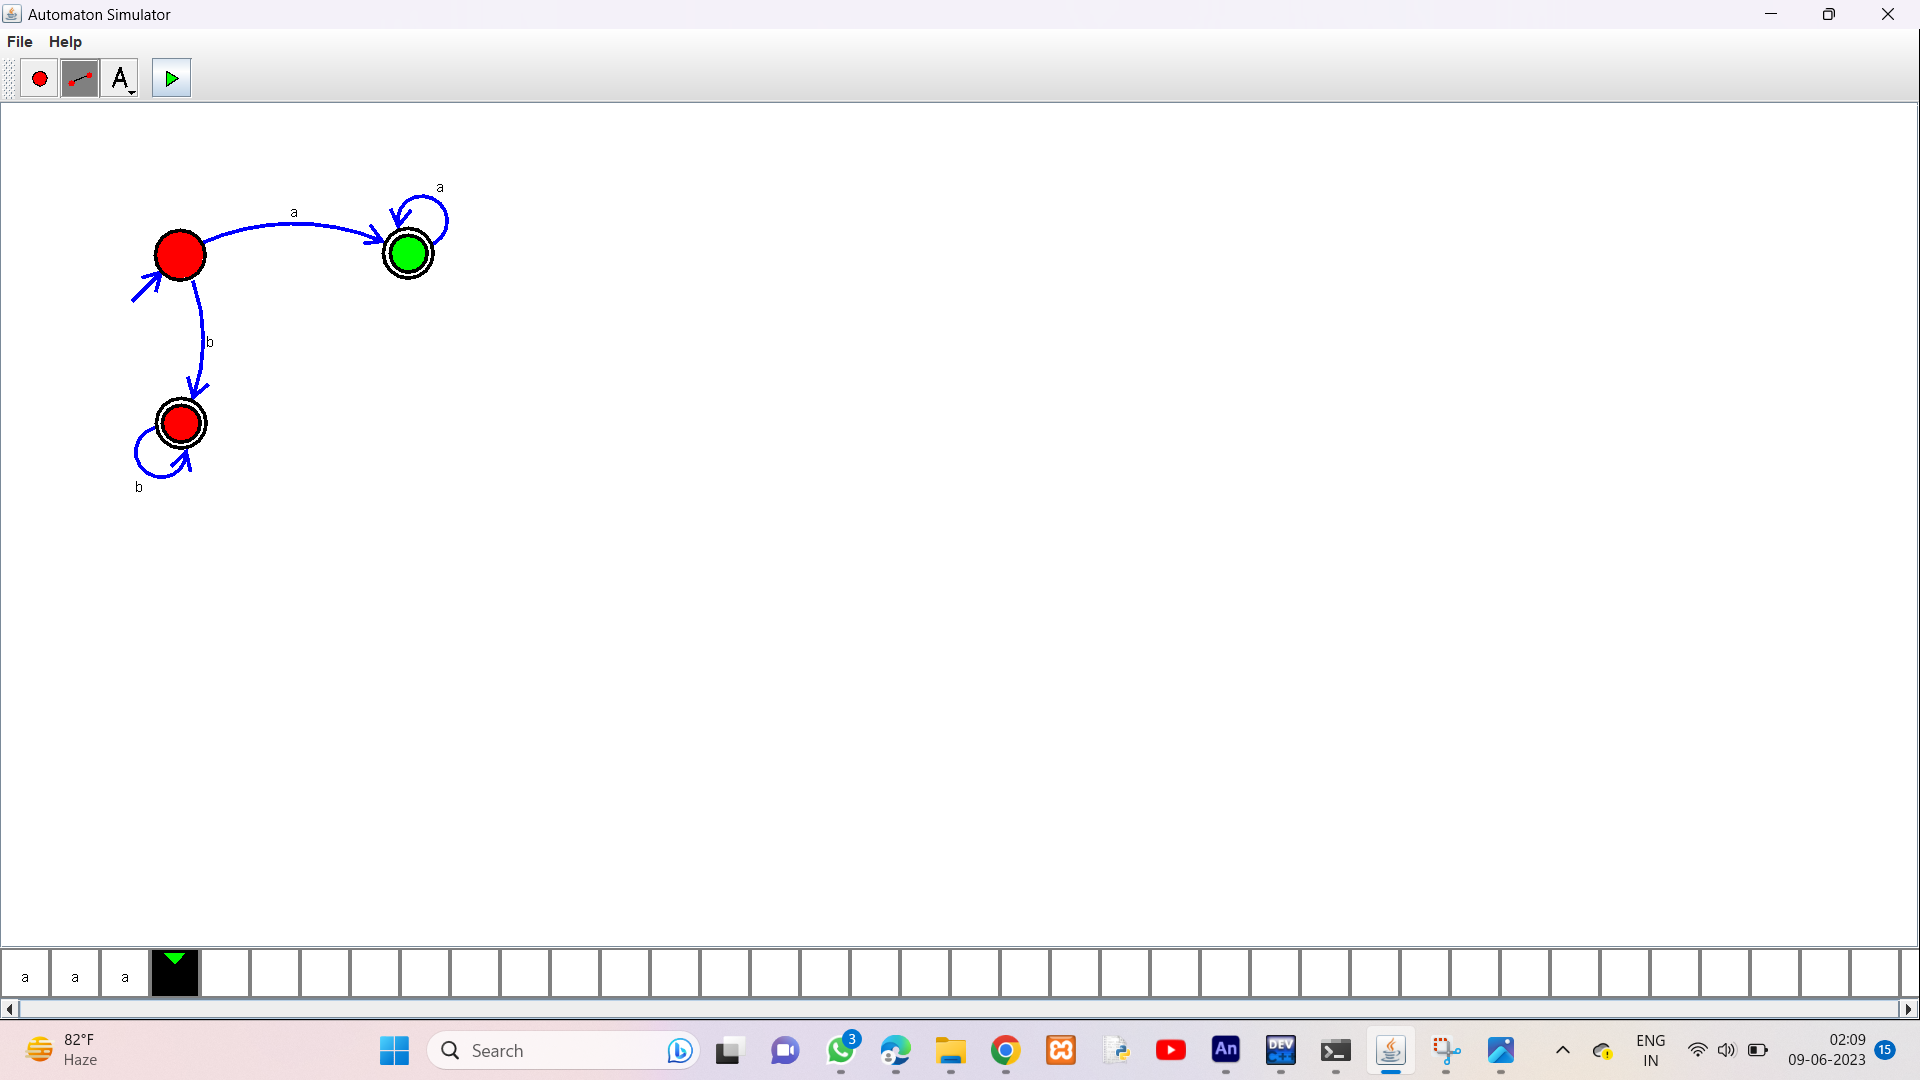 Automaton Simulator
File Help
A
a
a
b
b
a a a
82°F
Haze
Search
3
An
DEV
ENG
IN
02:09
09-06-2023
15